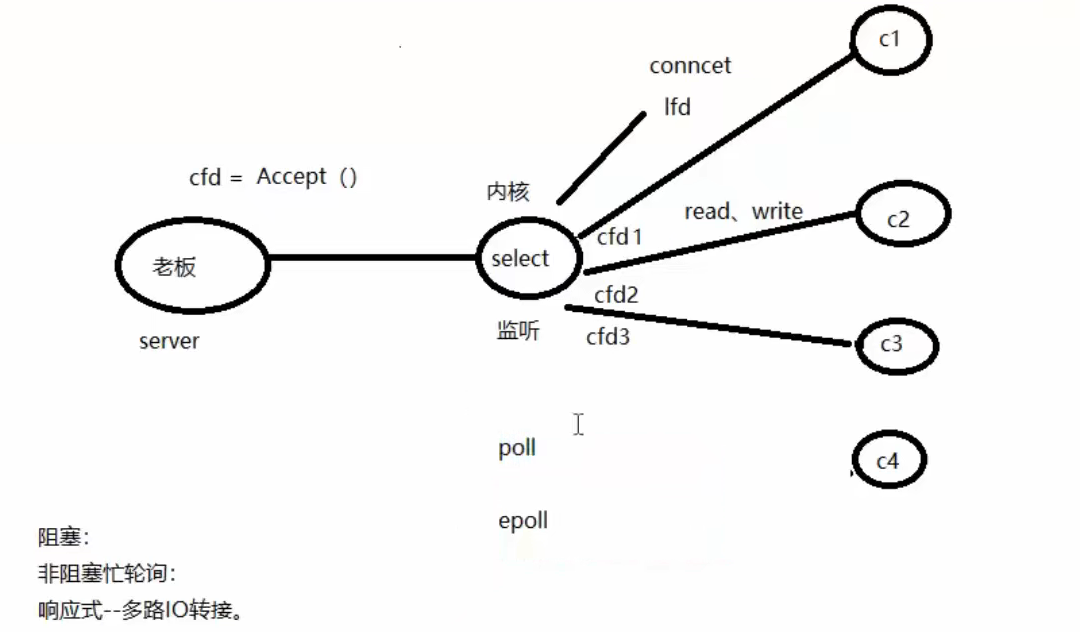 c1
conncet
lfd
cfd = Accept（）
内核
read、write
c2
cfd1
select
老板
cfd2
监听
cfd3
server
c3
poll
c4
epoll
阻塞：
非阻塞忙轮询：
响应式--多路IO转接。